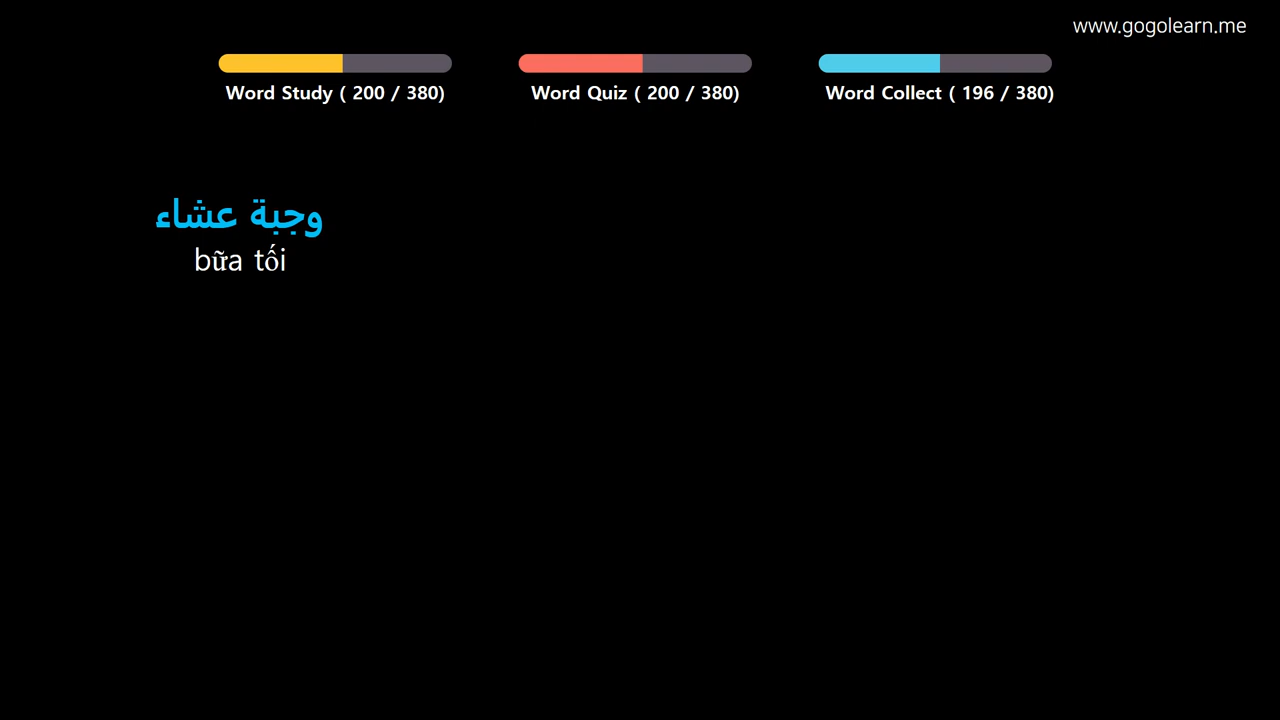 www.gogolearn.me
Word Study ( 200 / 380)
Word Quiz ( 200 / 380)
Word Collect ( 196 / 380)
وجبة عشاء
bữa tối